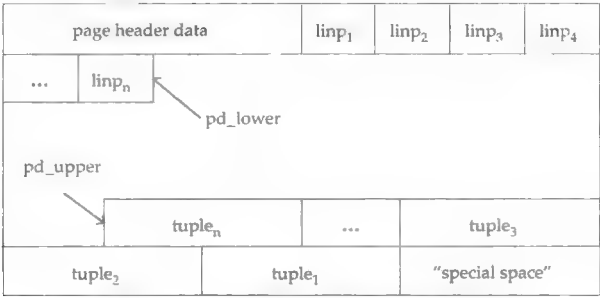 page header data linp₁ linp₂ linp₃ linp₄
... linpₙ
pd_lower
pd_upper
tupleₙ ... tuple₃
tuple₂ tuple₁ "special space"